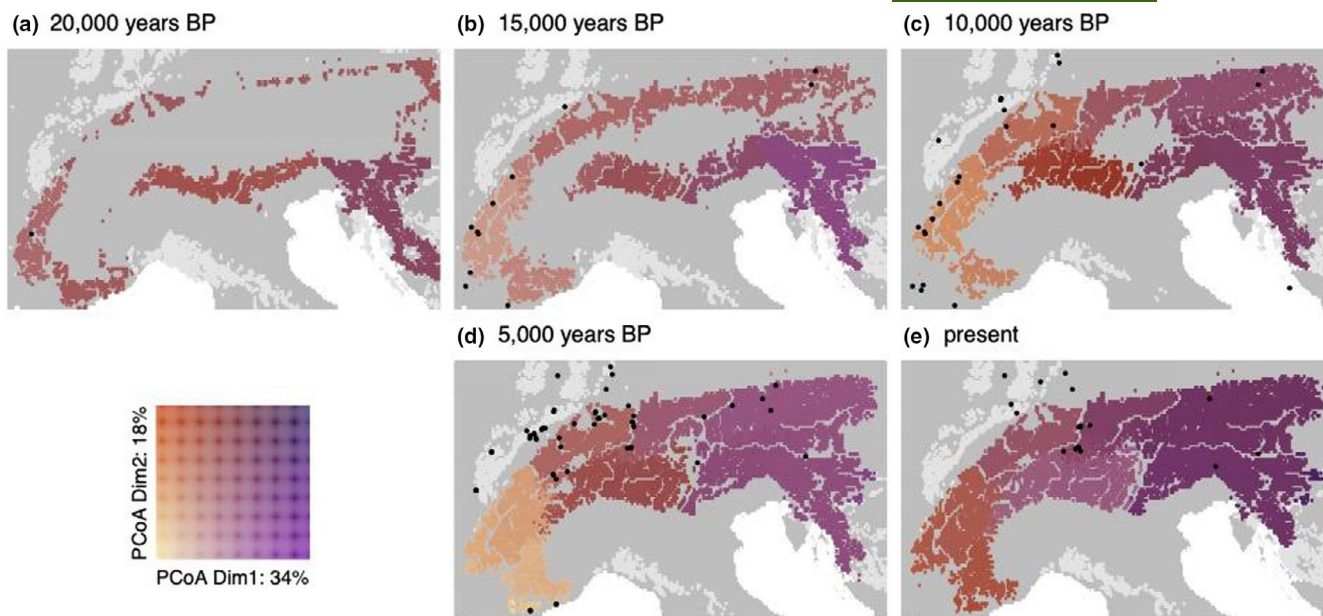 (a) 20,000 years BP
(b) 15,000 years BP
(c) 10,000 years BP
(d) 5,000 years BP
(e) present
PCoA Dim2: 18%
PCoA Dim1: 34%